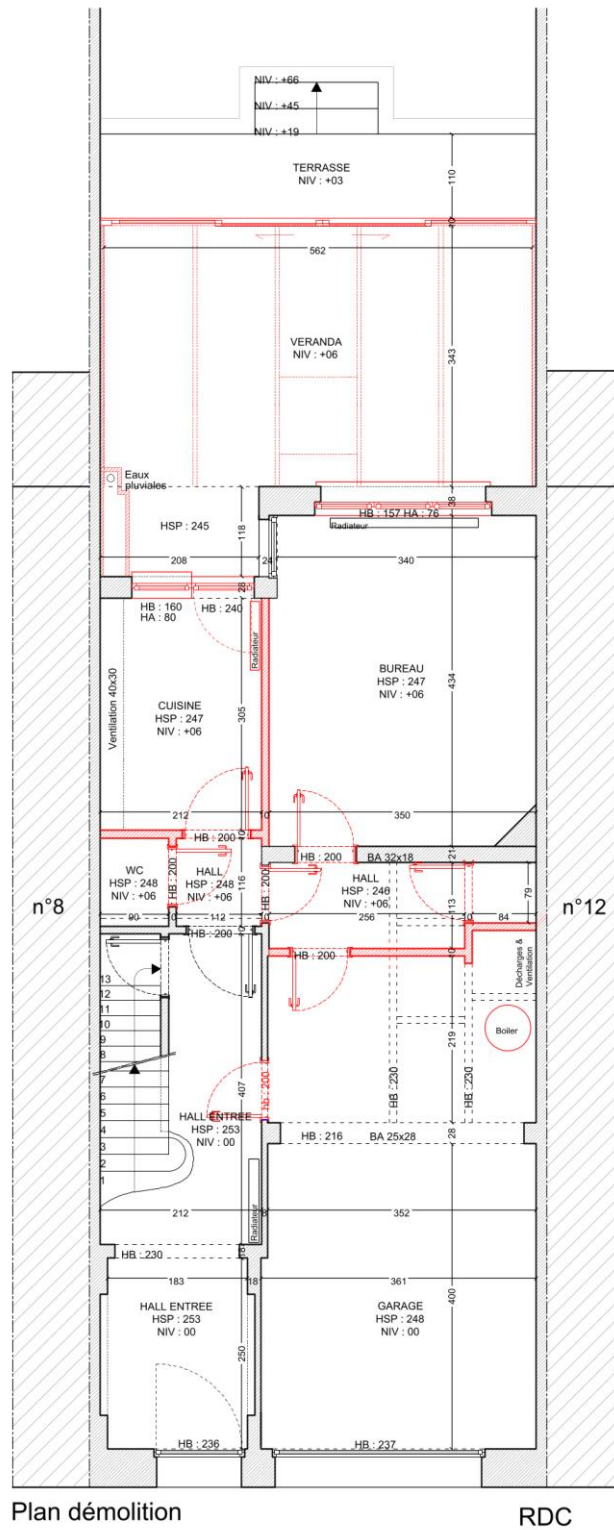 NIV : +66
NIV : +45
NIV : +19
TERRASSE
NIV : +03
110
10
562
VERANDA
NIV : +06
343
Eaux
pluviales
HSP : 245
118
38
HB : 157 HA : 76
Radiateur
208
24
340
28
HB : 160
HA : 80
HB : 240
Radiateur
Ventilation 40x30
CUISINE
HSP : 247
NIV : +06
305
BUREAU
HSP : 247
NIV : +06
434
212
10
350
HB : 200
10
HB : 200
BA 32x18
21
WC
HSP : 248
NIV : +06
HB : 200
HALL
HSP : 248
NIV : +06
116
HB : 200
HALL
HSP : 246
NIV : +06
113
79
n°8
n°12
90
10
112
10
256
10
84
HB : 200
10
HB : 200
10
Décharges &
Ventilation
Boiler
13
12
11
10
9
8
7
6
5
4
3
2
1
219
HB : 200
HB : 230
HB : 230
407
HALL ENTREE
HSP : 253
NIV : 00
HB : 216
BA 25x28
28
Radiateur
212
8
352
HB : 230
18
183
18
361
HALL ENTREE
HSP : 253
NIV : 00
250
GARAGE
HSP : 248
NIV : 00
400
HB : 236
HB : 237
Plan démolition
RDC